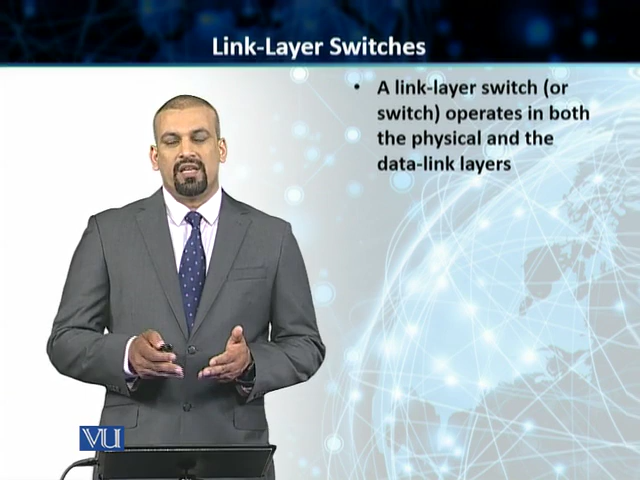 Link-Layer Switches
• A link-layer switch (or
switch) operates in both
the physical and the
data-link layers
VU